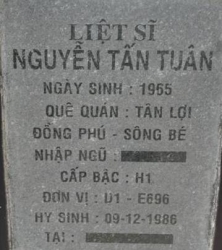 LIỆT SĨ
NGUYỄN TẤN TUÂN
NGÀY SINH : 1955
QUÊ QUÁN : TÂN LỢI
ĐỒNG PHÚ - SÔNG BÉ
NHẬP NGŨ :
CẤP BẬC : H1
ĐƠN VỊ : D1 - E696
HY SINH : 09-12-1986
TẠI :